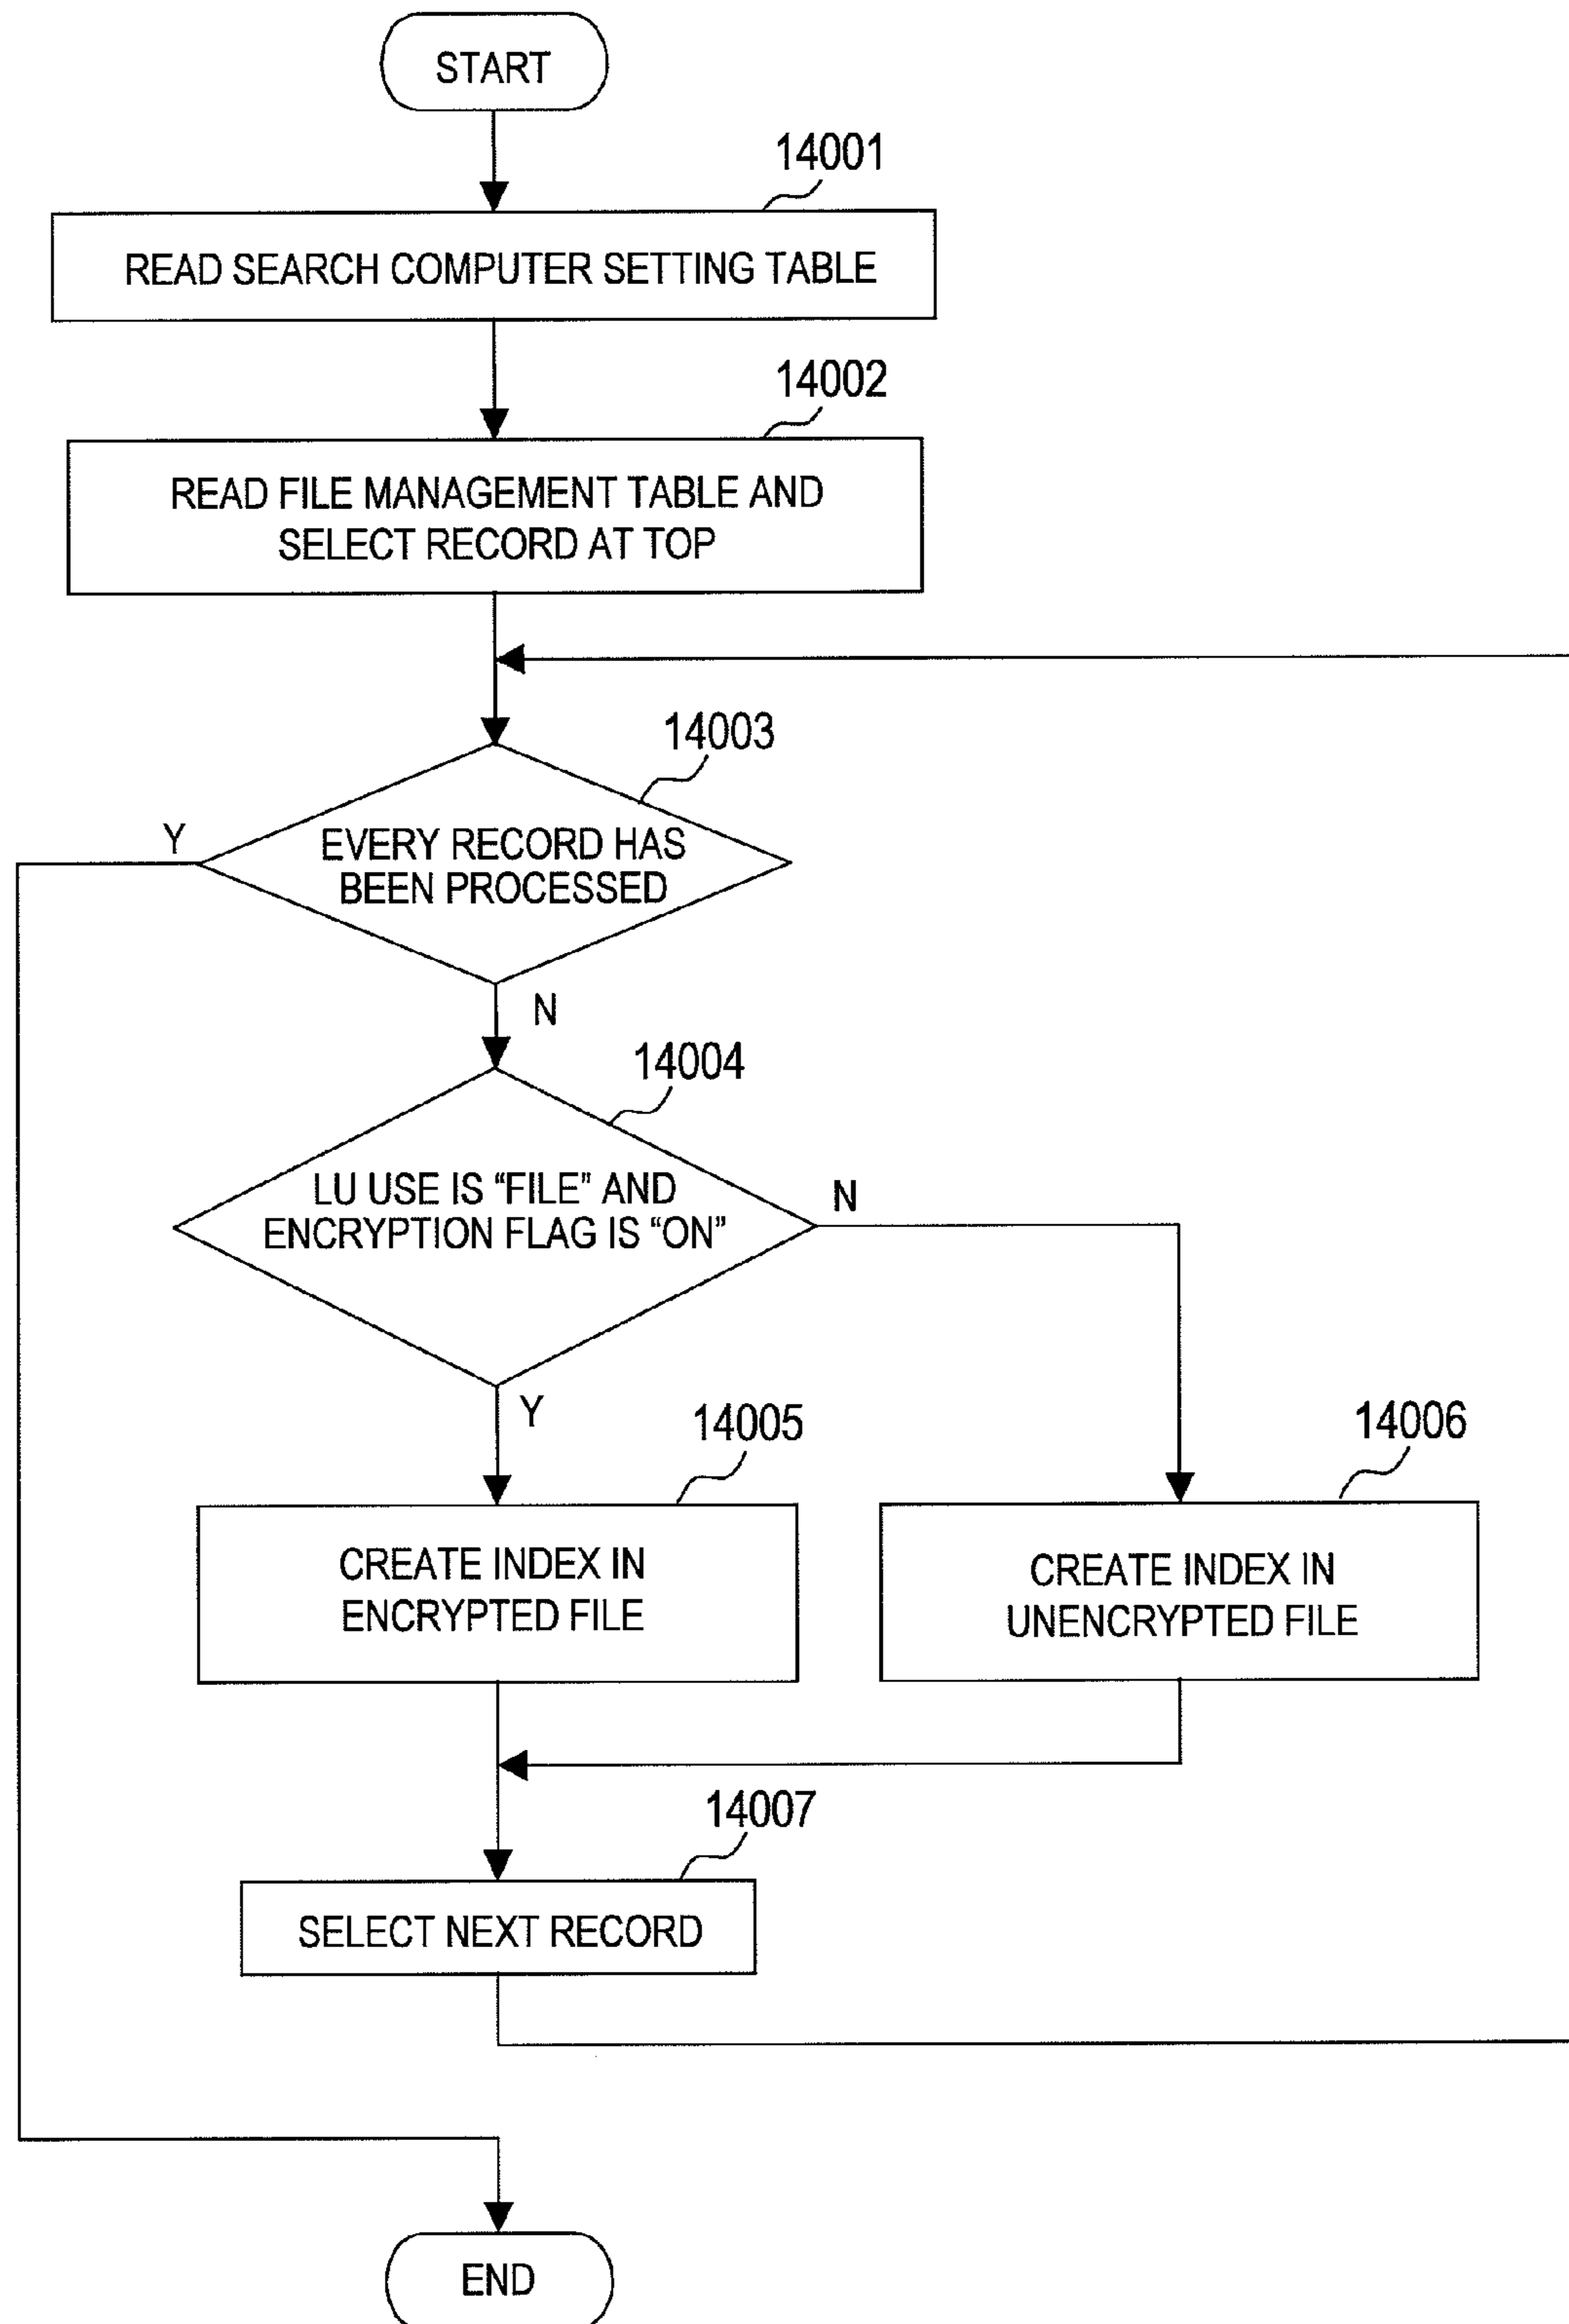 START
14001
READ SEARCH COMPUTER SETTING TABLE
14002
READ FILE MANAGEMENT TABLE AND
SELECT RECORD AT TOP
14003
Y
EVERY RECORD HAS
BEEN PROCESSED
N
14004
LU USE IS “FILE” AND
ENCRYPTION FLAG IS “ON”
N
Y
14005
14006
CREATE INDEX IN
ENCRYPTED FILE
CREATE INDEX IN
UNENCRYPTED FILE
14007
SELECT NEXT RECORD
END